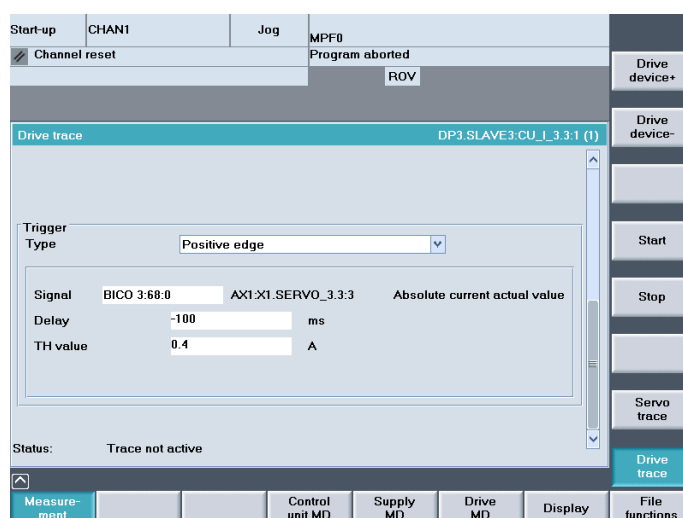 Start-up CHAN1 Jog MPF0
Channel reset Program aborted
ROV
Drive device+
Drive device-
Drive trace DP3.SLAVE3:CU_I_3.3:1 (1)
Trigger
Type Positive edge
Start
Signal BICO 3:68:0 AX1:X1.SERVO_3.3:3 Absolute current actual value
Stop
Delay -100 ms
TH value 0.4 A
Servo trace
Status: Trace not active
Drive trace
Measure-
ment
Control
unit MD
Supply
MD
Drive
MD
Display
File
functions